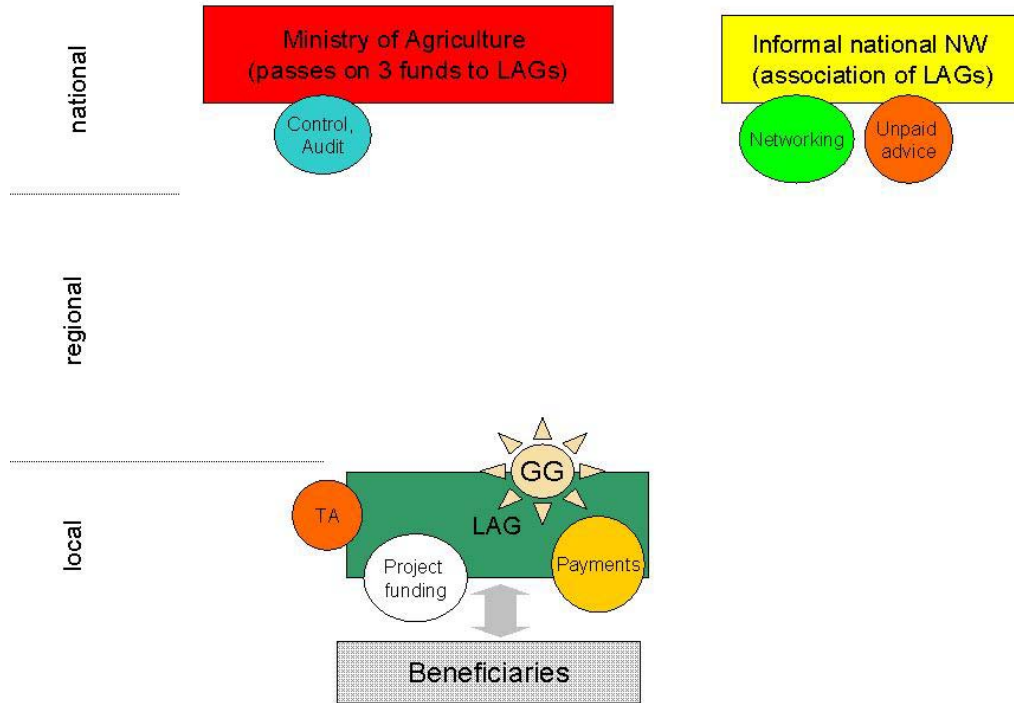 national
Ministry of Agriculture
(passes on 3 funds to LAGs)
Informal national NW
(association of LAGs)
Control,
Audit
Networking
Unpaid
advice
regional
local
GG
TA
LAG
Project
funding
Payments
Beneficiaries